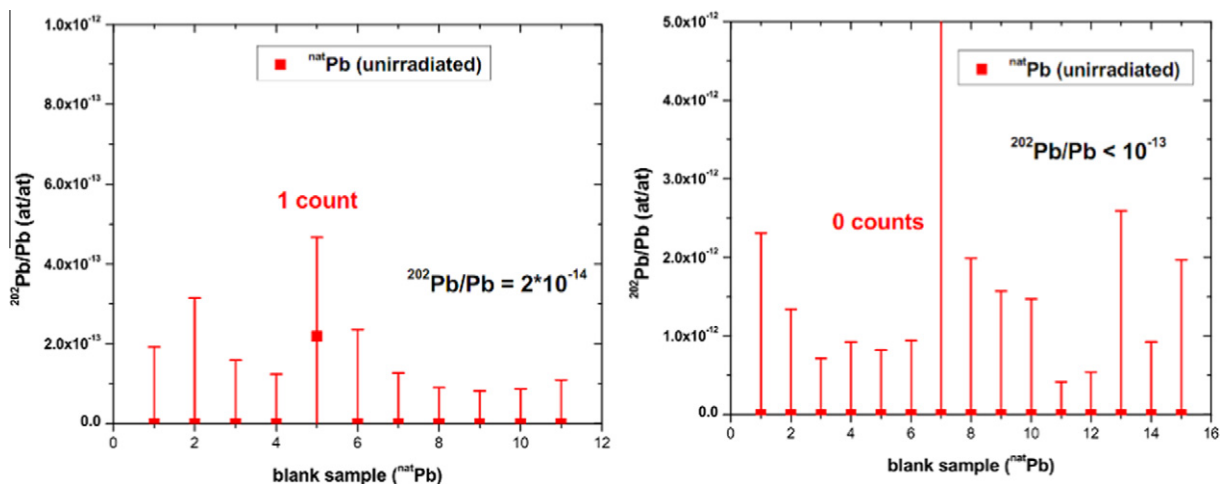 1.0x10⁻¹²
8.0x10⁻¹³
6.0x10⁻¹³
4.0x10⁻¹³
2.0x10⁻¹³
0.0
²⁰²Pb/Pb (at/at)
ⁿᵃᵗPb (unirradiated)
1 count
²⁰²Pb/Pb = 2*10⁻¹⁴
0 2 4 6 8 10 12
blank sample (ⁿᵃᵗPb)
5.0x10⁻¹²
4.0x10⁻¹²
3.0x10⁻¹²
2.0x10⁻¹²
1.0x10⁻¹²
0.0
²⁰²Pb/Pb (at/at)
ⁿᵃᵗPb (unirradiated)
²⁰²Pb/Pb < 10⁻¹³
0 counts
0 2 4 6 8 10 12 14 16
blank sample (ⁿᵃᵗPb)